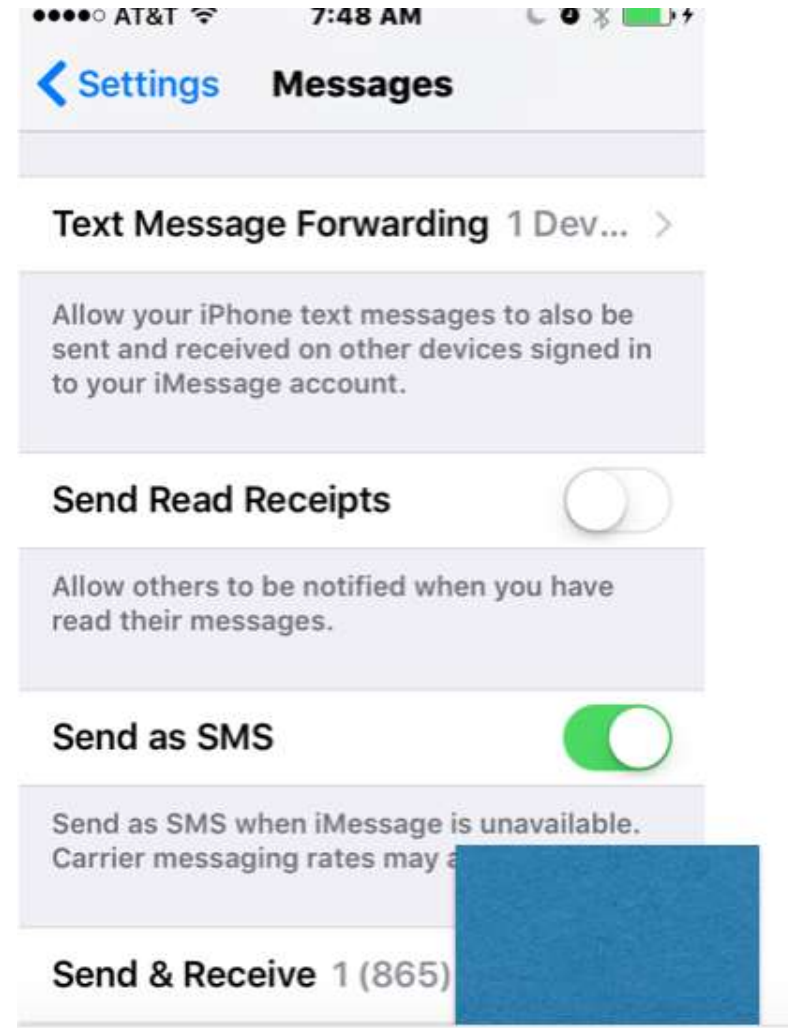 AT&T 7:48 AM
Settings Messages
Text Message Forwarding 1 Dev...
Allow your iPhone text messages to also be
sent and received on other devices signed in
to your iMessage account.
Send Read Receipts
Allow others to be notified when you have
read their messages.
Send as SMS
Send as SMS when iMessage is unavailable.
Carrier messaging rates may
Send & Receive 1 (865)